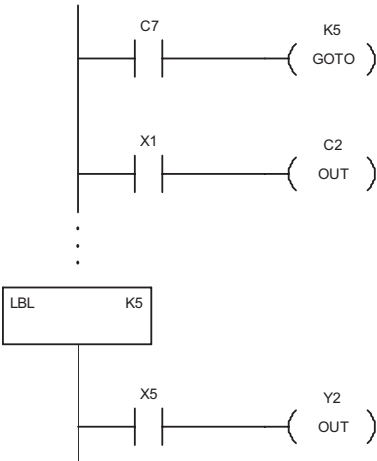 C7 K5
GOTO
X1 C2
OUT
LBL K5
X5 Y2
OUT